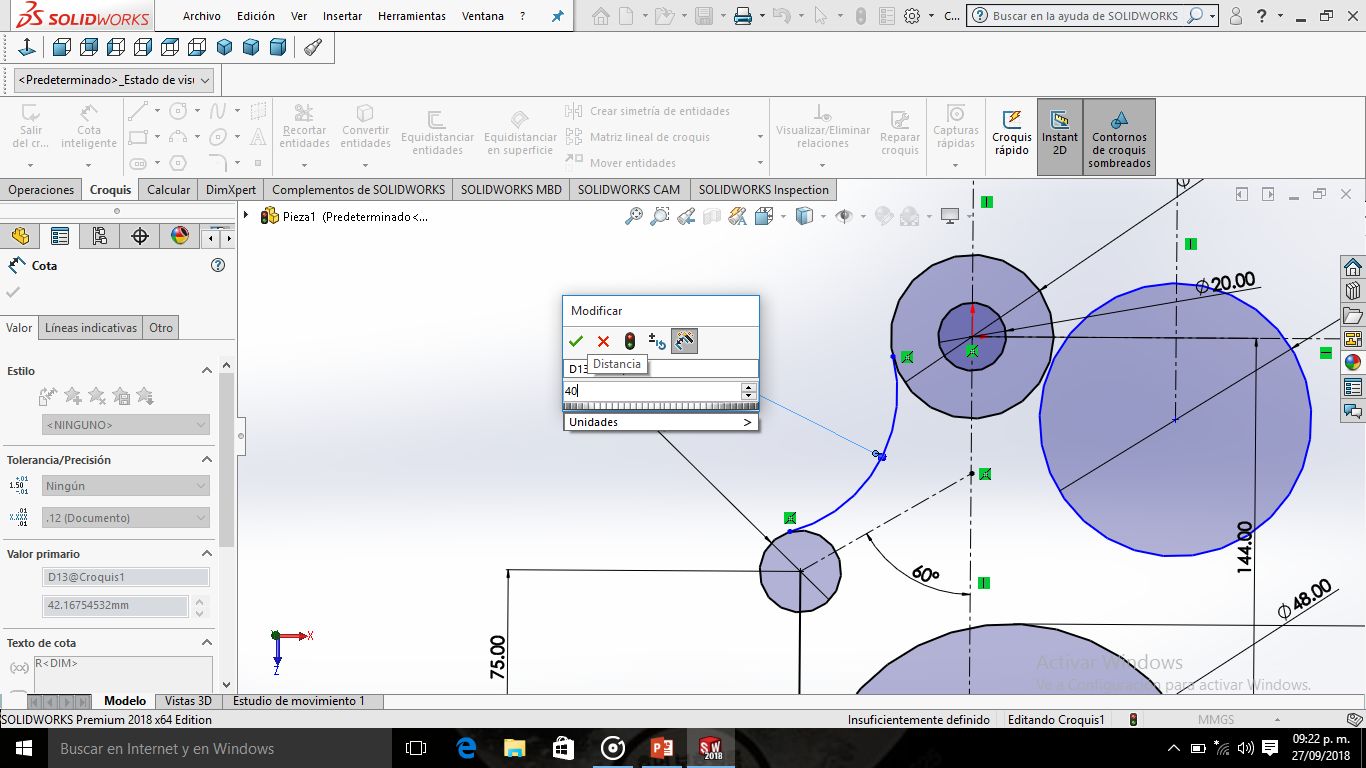 SOLIDWORKS Archivo Edición Ver Insertar Herramientas Ventana ? C... Buscar en la ayuda de SOLIDWORKS ?
<Predeterminado>_Estado de visu
Salir del cr...
Cota inteligente
Recortar entidades
Convertir entidades
Equidistanciar entidades
Equidistanciar en superficie
Crear simetría de entidades
Matriz lineal de croquis
Mover entidades
Visualizar/Eliminar relaciones
Reparar croquis
Capturas rápidas
Croquis rápido
Instant 2D
Contornos de croquis sombreados
Operaciones Croquis Calcular DimXpert Complementos de SOLIDWORKS SOLIDWORKS MBD SOLIDWORKS CAM SOLIDWORKS Inspection
Pieza1 (Predeterminado<...
Cota
Valor Líneas indicativas Otro
Estilo
<NINGUNO>
Tolerancia/Precisión
Ningún
.12 (Documento)
Valor primario
D13@Croquis1
42.16754532mm
Texto de cota
R<DIM>
Modificar
Distancia
D13
40
Unidades >
Ø20.00
60°
144.00
Ø48.00
75.00
X
Z
Activar Windows
Ve a Configuración para activar Windows.
Modelo Vistas 3D Estudio de movimiento 1
SOLIDWORKS Premium 2018 x64 Edition Insuficientemente definido Editando Croquis1 MMGS
Buscar en Internet y en Windows
09:22 p. m.
27/09/2018